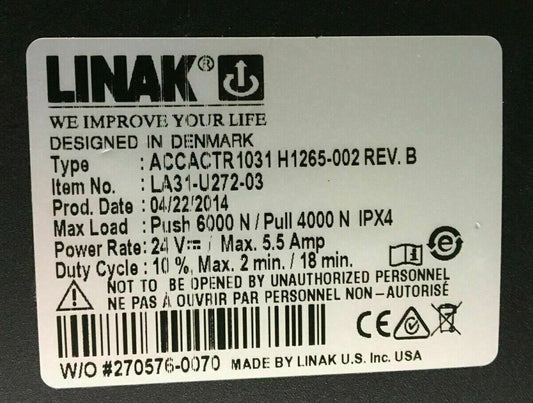 LINAK®
WE IMPROVE YOUR LIFE
DESIGNED IN DENMARK
Type : ACCACTR1031 H1265-002 REV. B
Item No. : LA31-U272-03
Prod. Date : 04/22/2014
Max Load : Push 6000 N / Pull 4000 N IPX4
Power Rate : 24 V⎓ / Max. 5.5 Amp
Duty Cycle : 10 %, Max. 2 min. / 18 min.
NOT TO BE OPENED BY UNAUTHORIZED PERSONNEL
NE PAS À OUVRIR PAR PERSONNEL NON-AUTORISÉ
CE
W/O #270576-0070 MADE BY LINAK U.S. Inc. USA